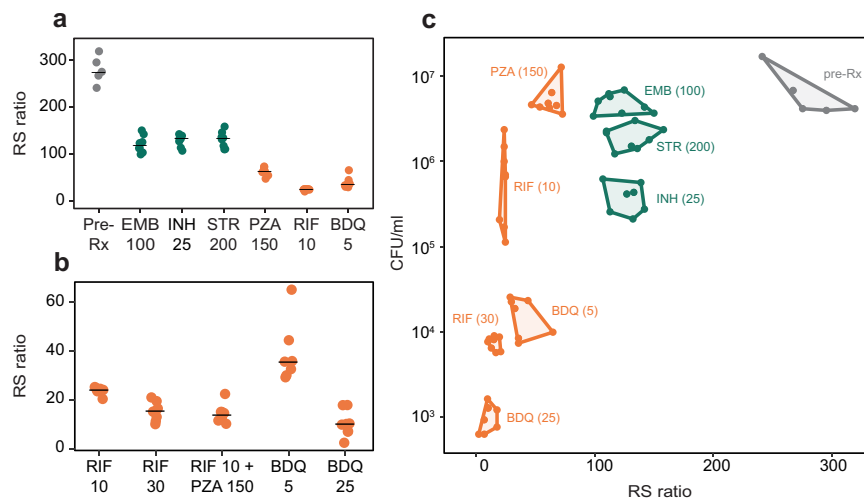 a
RS ratio
300
200
100
0
Pre-Rx EMB 100 INH 25 STR 200 PZA 150 RIF 10 BDQ 5
b
RS ratio
60
40
20
0
RIF 10 RIF 30 RIF 10 + PZA 150 BDQ 5 BDQ 25
c
CFU/ml
10⁷
10⁶
10⁵
10⁴
10³
PZA (150)
EMB (100)
pre-Rx
STR (200)
RIF (10)
INH (25)
RIF (30)
BDQ (5)
BDQ (25)
0 100 200 300
RS ratio